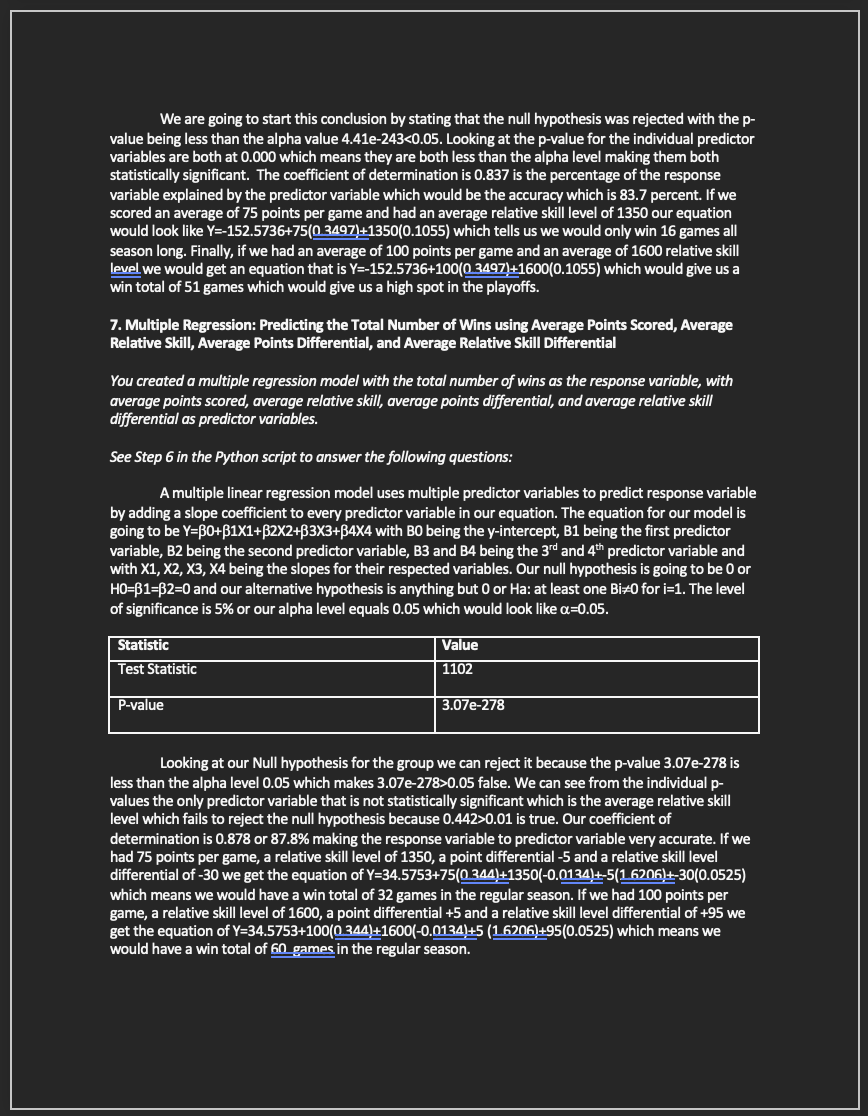 We are going to start this conclusion by stating that the null hypothesis was rejected with the p-
value being less than the alpha value 4.41e-243<0.05. Looking at the p-value for the individual predictor
variables are both at 0.000 which means they are both less than the alpha level making them both
statistically significant.  The coefficient of determination is 0.837 is the percentage of the response
variable explained by the predictor variable which would be the accuracy which is 83.7 percent. If we
scored an average of 75 points per game and had an average relative skill level of 1350 our equation
would look like Y=-152.5736+75(0.3497)+1350(0.1055) which tells us we would only win 16 games all
season long. Finally, if we had an average of 100 points per game and an average of 1600 relative skill
level we would get an equation that is Y=-152.5736+100(0.3497)+1600(0.1055) which would give us a
win total of 51 games which would give us a high spot in the playoffs.
7. Multiple Regression: Predicting the Total Number of Wins using Average Points Scored, Average
Relative Skill, Average Points Differential, and Average Relative Skill Differential
You created a multiple regression model with the total number of wins as the response variable, with
average points scored, average relative skill, average points differential, and average relative skill
differential as predictor variables.
See Step 6 in the Python script to answer the following questions:
A multiple linear regression model uses multiple predictor variables to predict response variable
by adding a slope coefficient to every predictor variable in our equation. The equation for our model is
going to be Y=β0+β1X1+β2X2+β3X3+β4X4 with B0 being the y-intercept, B1 being the first predictor
variable, B2 being the second predictor variable, B3 and B4 being the 3rd and 4th predictor variable and
with X1, X2, X3, X4 being the slopes for their respected variables. Our null hypothesis is going to be 0 or
H0=β1=β2=0 and our alternative hypothesis is anything but 0 or Ha: at least one Bi≠0 for i=1. The level
of significance is 5% or our alpha level equals 0.05 which would look like α=0.05.
Statistic Value
Test Statistic 1102
P-value 3.07e-278
Looking at our Null hypothesis for the group we can reject it because the p-value 3.07e-278 is
less than the alpha level 0.05 which makes 3.07e-278>0.05 false. We can see from the individual p-
values the only predictor variable that is not statistically significant which is the average relative skill
level which fails to reject the null hypothesis because 0.442>0.01 is true. Our coefficient of
determination is 0.878 or 87.8% making the response variable to predictor variable very accurate. If we
had 75 points per game, a relative skill level of 1350, a point differential -5 and a relative skill level
differential of -30 we get the equation of Y=34.5753+75(0.344)+1350(-0.0134)+-5(1.6206)+-30(0.0525)
which means we would have a win total of 32 games in the regular season. If we had 100 points per
game, a relative skill level of 1600, a point differential +5 and a relative skill level differential of +95 we
get the equation of Y=34.5753+100(0.344)+1600(-0.0134)+5 (1.6206)+95(0.0525) which means we
would have a win total of 60  games in the regular season.